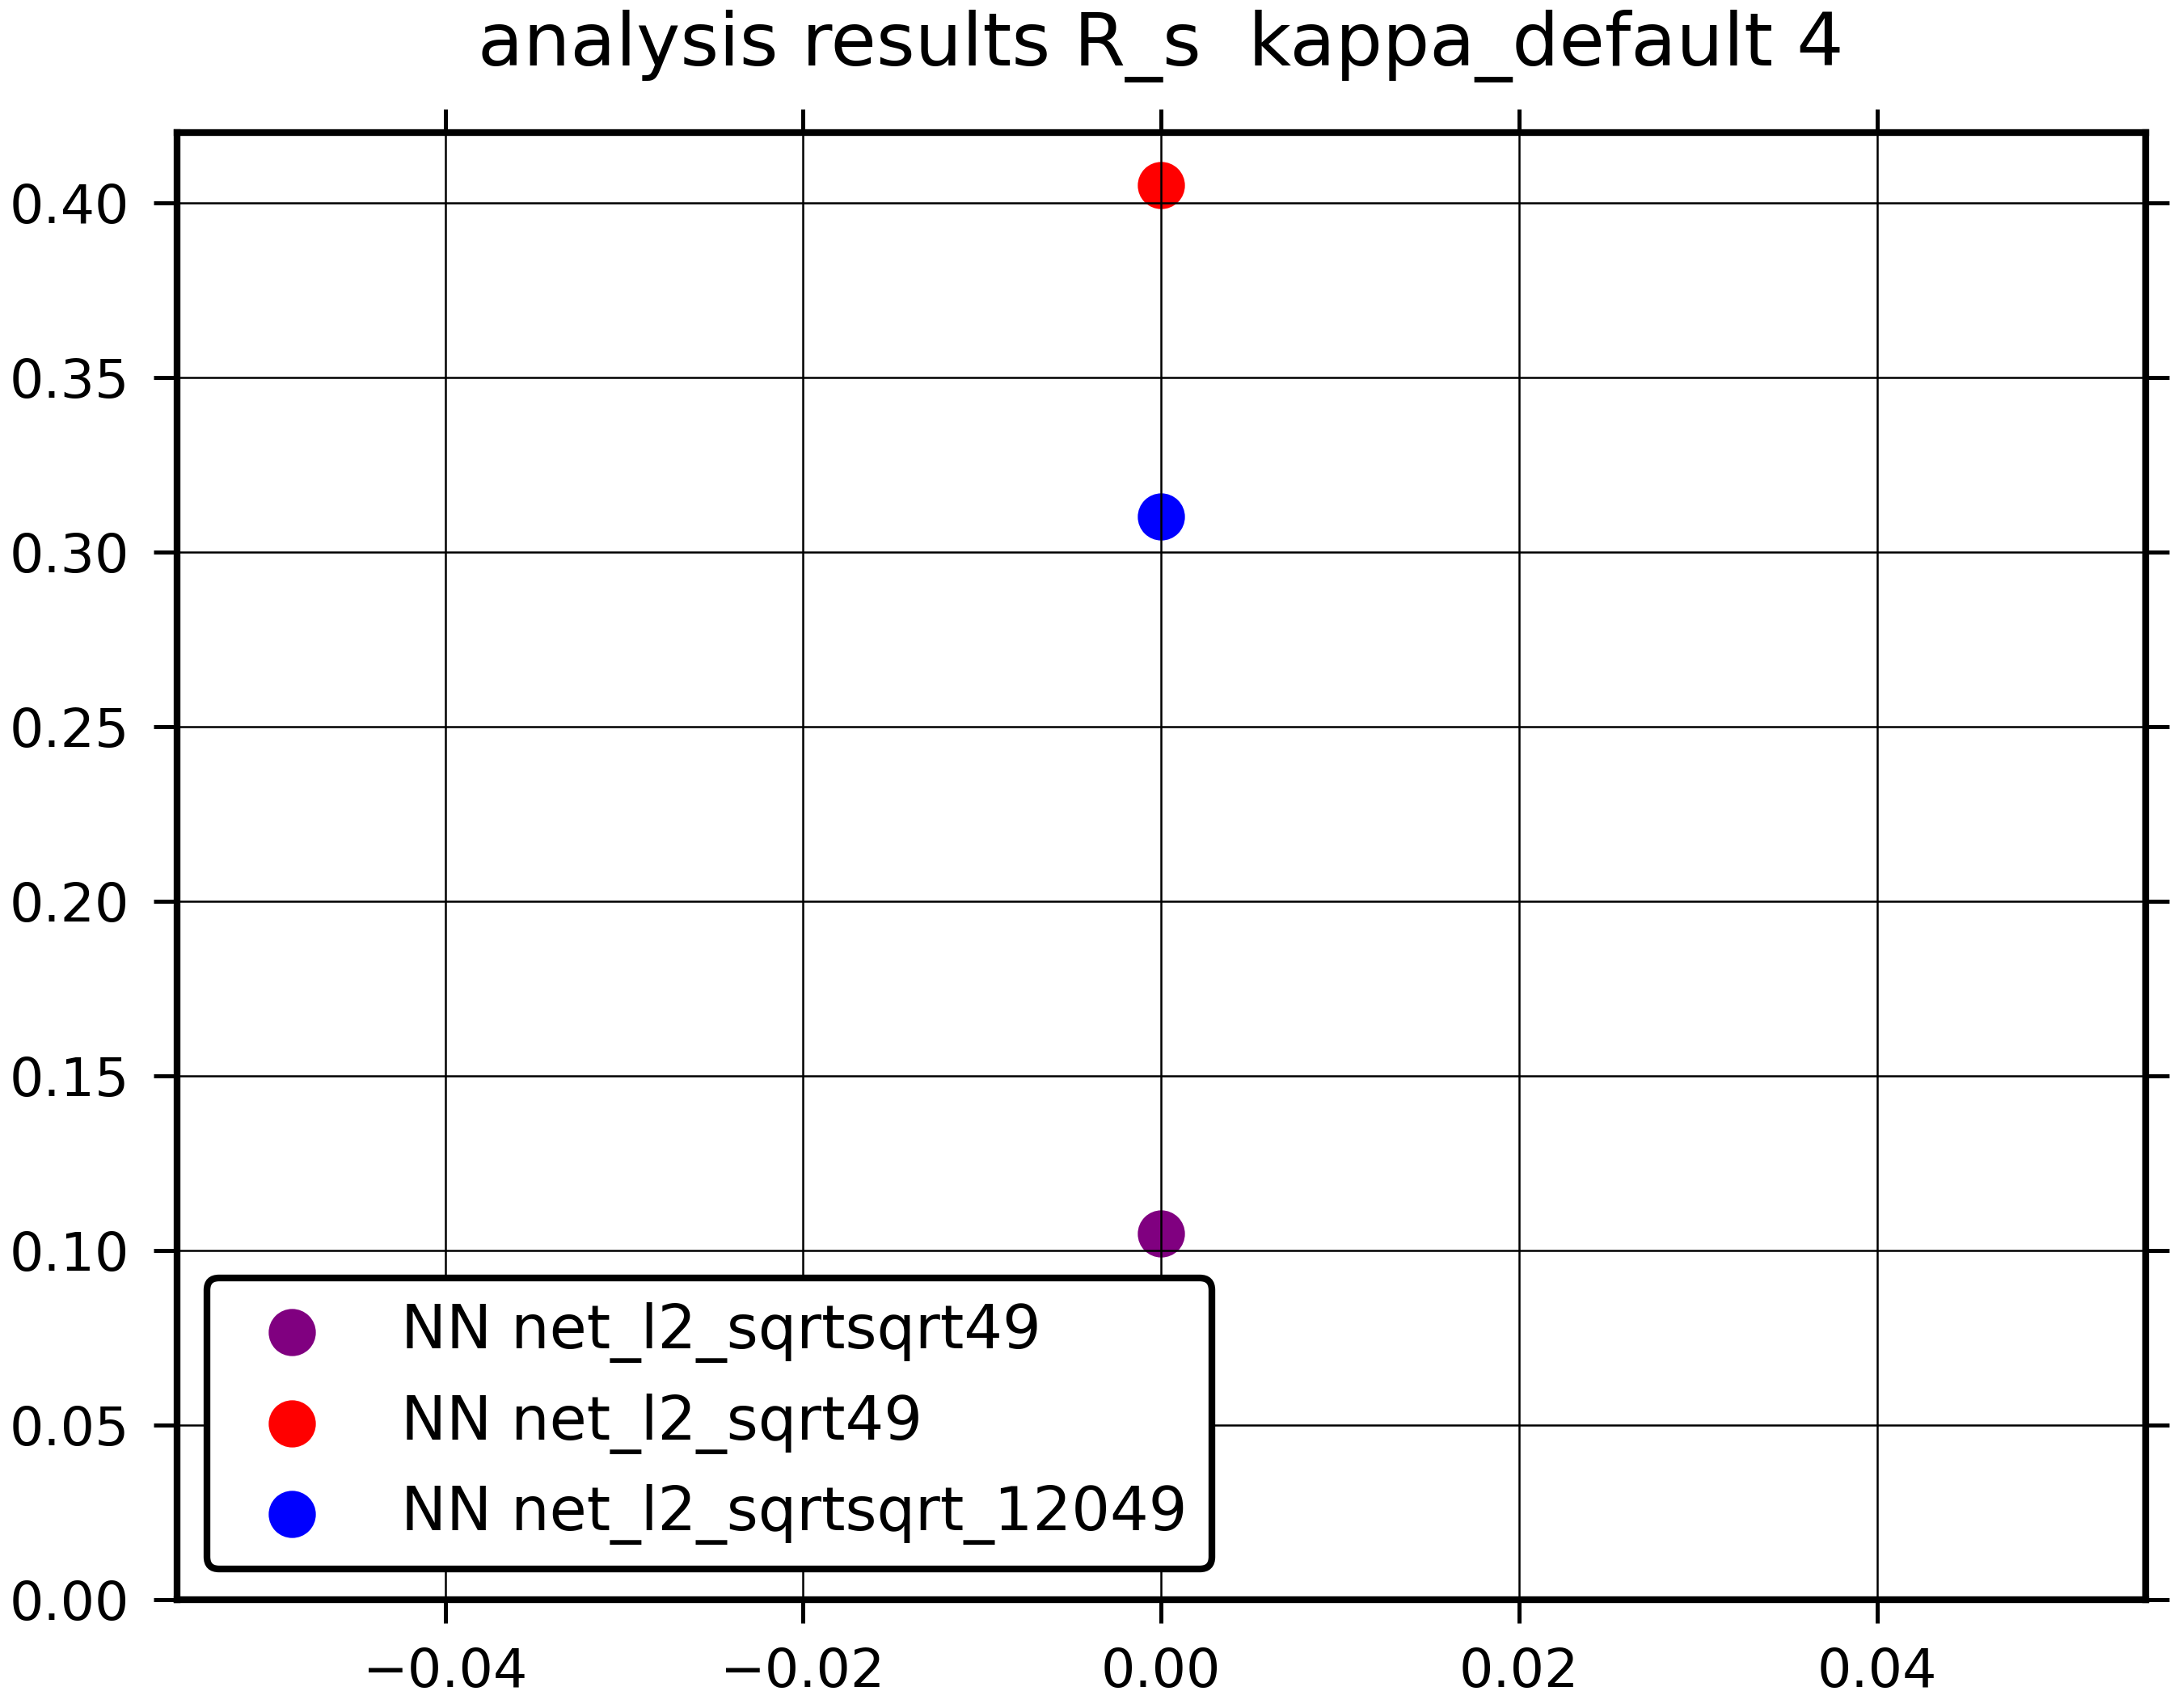 analysis results R_s  kappa_default 4
0.40
0.35
0.30
0.25
0.20
0.15
0.10
0.05
0.00
NN net_l2_sqrtsqrt49
NN net_l2_sqrt49
NN net_l2_sqrtsqrt_12049
−0.04 −0.02 0.00 0.02 0.04